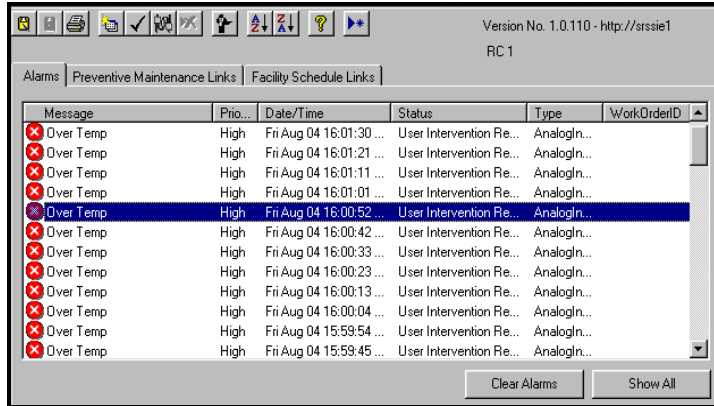 Version No. 1.0.110 - http://srssie1
RC 1
Alarms Preventive Maintenance Links Facility Schedule Links
Message Prio... Date/Time Status Type WorkOrderID
Over Temp High Fri Aug 04 16:01:30 ... User Intervention Re... AnalogIn...
Over Temp High Fri Aug 04 16:01:21 ... User Intervention Re... AnalogIn...
Over Temp High Fri Aug 04 16:01:11 ... User Intervention Re... AnalogIn...
Over Temp High Fri Aug 04 16:01:01 ... User Intervention Re... AnalogIn...
Over Temp High Fri Aug 04 16:00:52 ... User Intervention Re... AnalogIn...
Over Temp High Fri Aug 04 16:00:42 ... User Intervention Re... AnalogIn...
Over Temp High Fri Aug 04 16:00:33 ... User Intervention Re... AnalogIn...
Over Temp High Fri Aug 04 16:00:23 ... User Intervention Re... AnalogIn...
Over Temp High Fri Aug 04 16:00:13 ... User Intervention Re... AnalogIn...
Over Temp High Fri Aug 04 16:00:04 ... User Intervention Re... AnalogIn...
Over Temp High Fri Aug 04 15:59:54 ... User Intervention Re... AnalogIn...
Over Temp High Fri Aug 04 15:59:45 ... User Intervention Re... AnalogIn...
Clear Alarms Show All